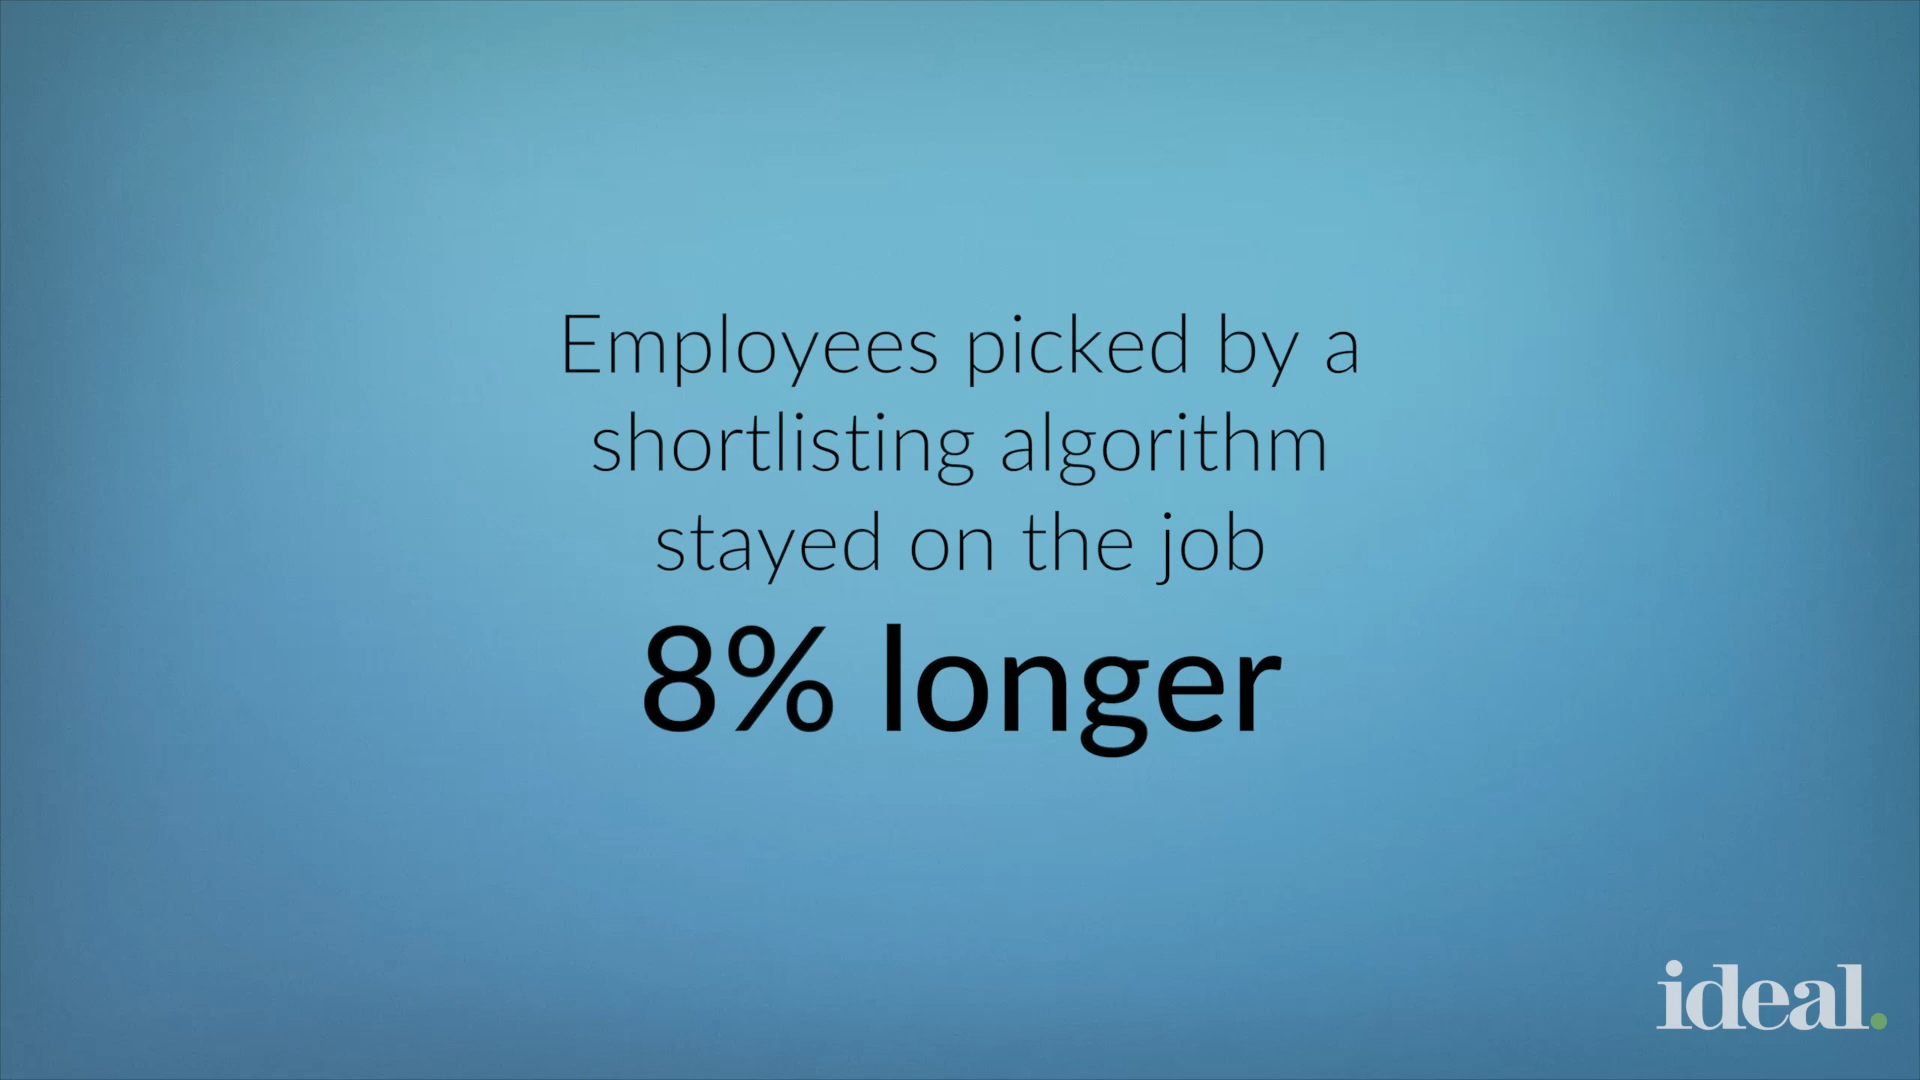 Employees picked by a
shortlisting algorithm
stayed on the job
8% longer
ideal.